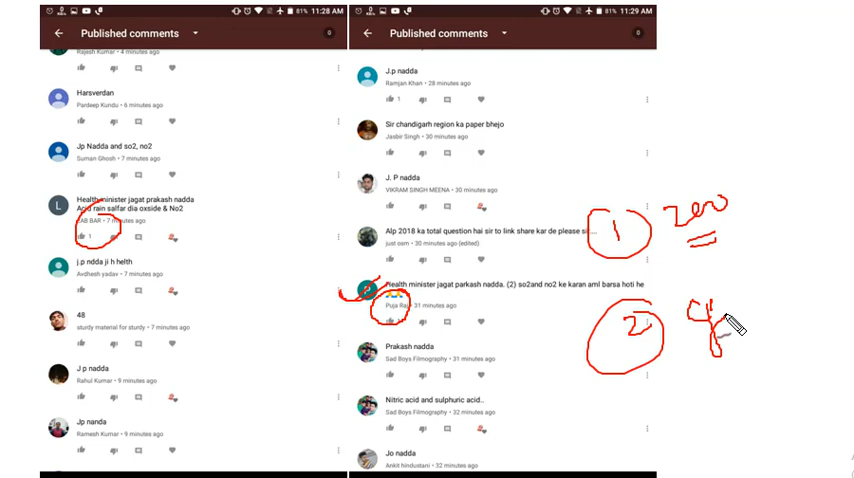 81% 11:28 AM
Published comments
0
Rajesh Kumar • 4 minutes ago
Harsverdan
Pardeep Kundu • 6 minutes ago
Jp Nadda and so2, no2
Suman Ghosh • 7 minutes ago
L
Health minister jagat prakash nadda
Acid rain salfar dia oxside & No2
BAR • 7 minutes ago
1
j.p ndda ji h helth
Avdhesh yadav • 7 minutes ago
48
sturdy material for sturdy • 7 minutes ago
J p nadda
Rahul Kumar • 9 minutes ago
Jp nanda
Ramesh Kumar • 9 minutes ago
81% 11:29 AM
Published comments
0
J.p nadda
Ramjan Khan • 28 minutes ago
1
Sir chandigarh region ka paper bhejo
Jasbir Singh • 30 minutes ago
J. P nadda
VIKRAM SINGH MEENA • 30 minutes ago
Alp 2018 ka total question hai sir to link share kar de please si ...
just osm • 30 minutes ago (edited)
Health minister jagat parkash nadda. (2) so2and no2 ke karan aml barsa hoti he
Puja Raj • 31 minutes ago
Prakash nadda
Sad Boys Filmography • 31 minutes ago
Nitric acid and sulphuric acid..
Sad Boys Filmography • 32 minutes ago
Jo nadda
Ankit hindustani • 32 minutes ago
1 zero
2